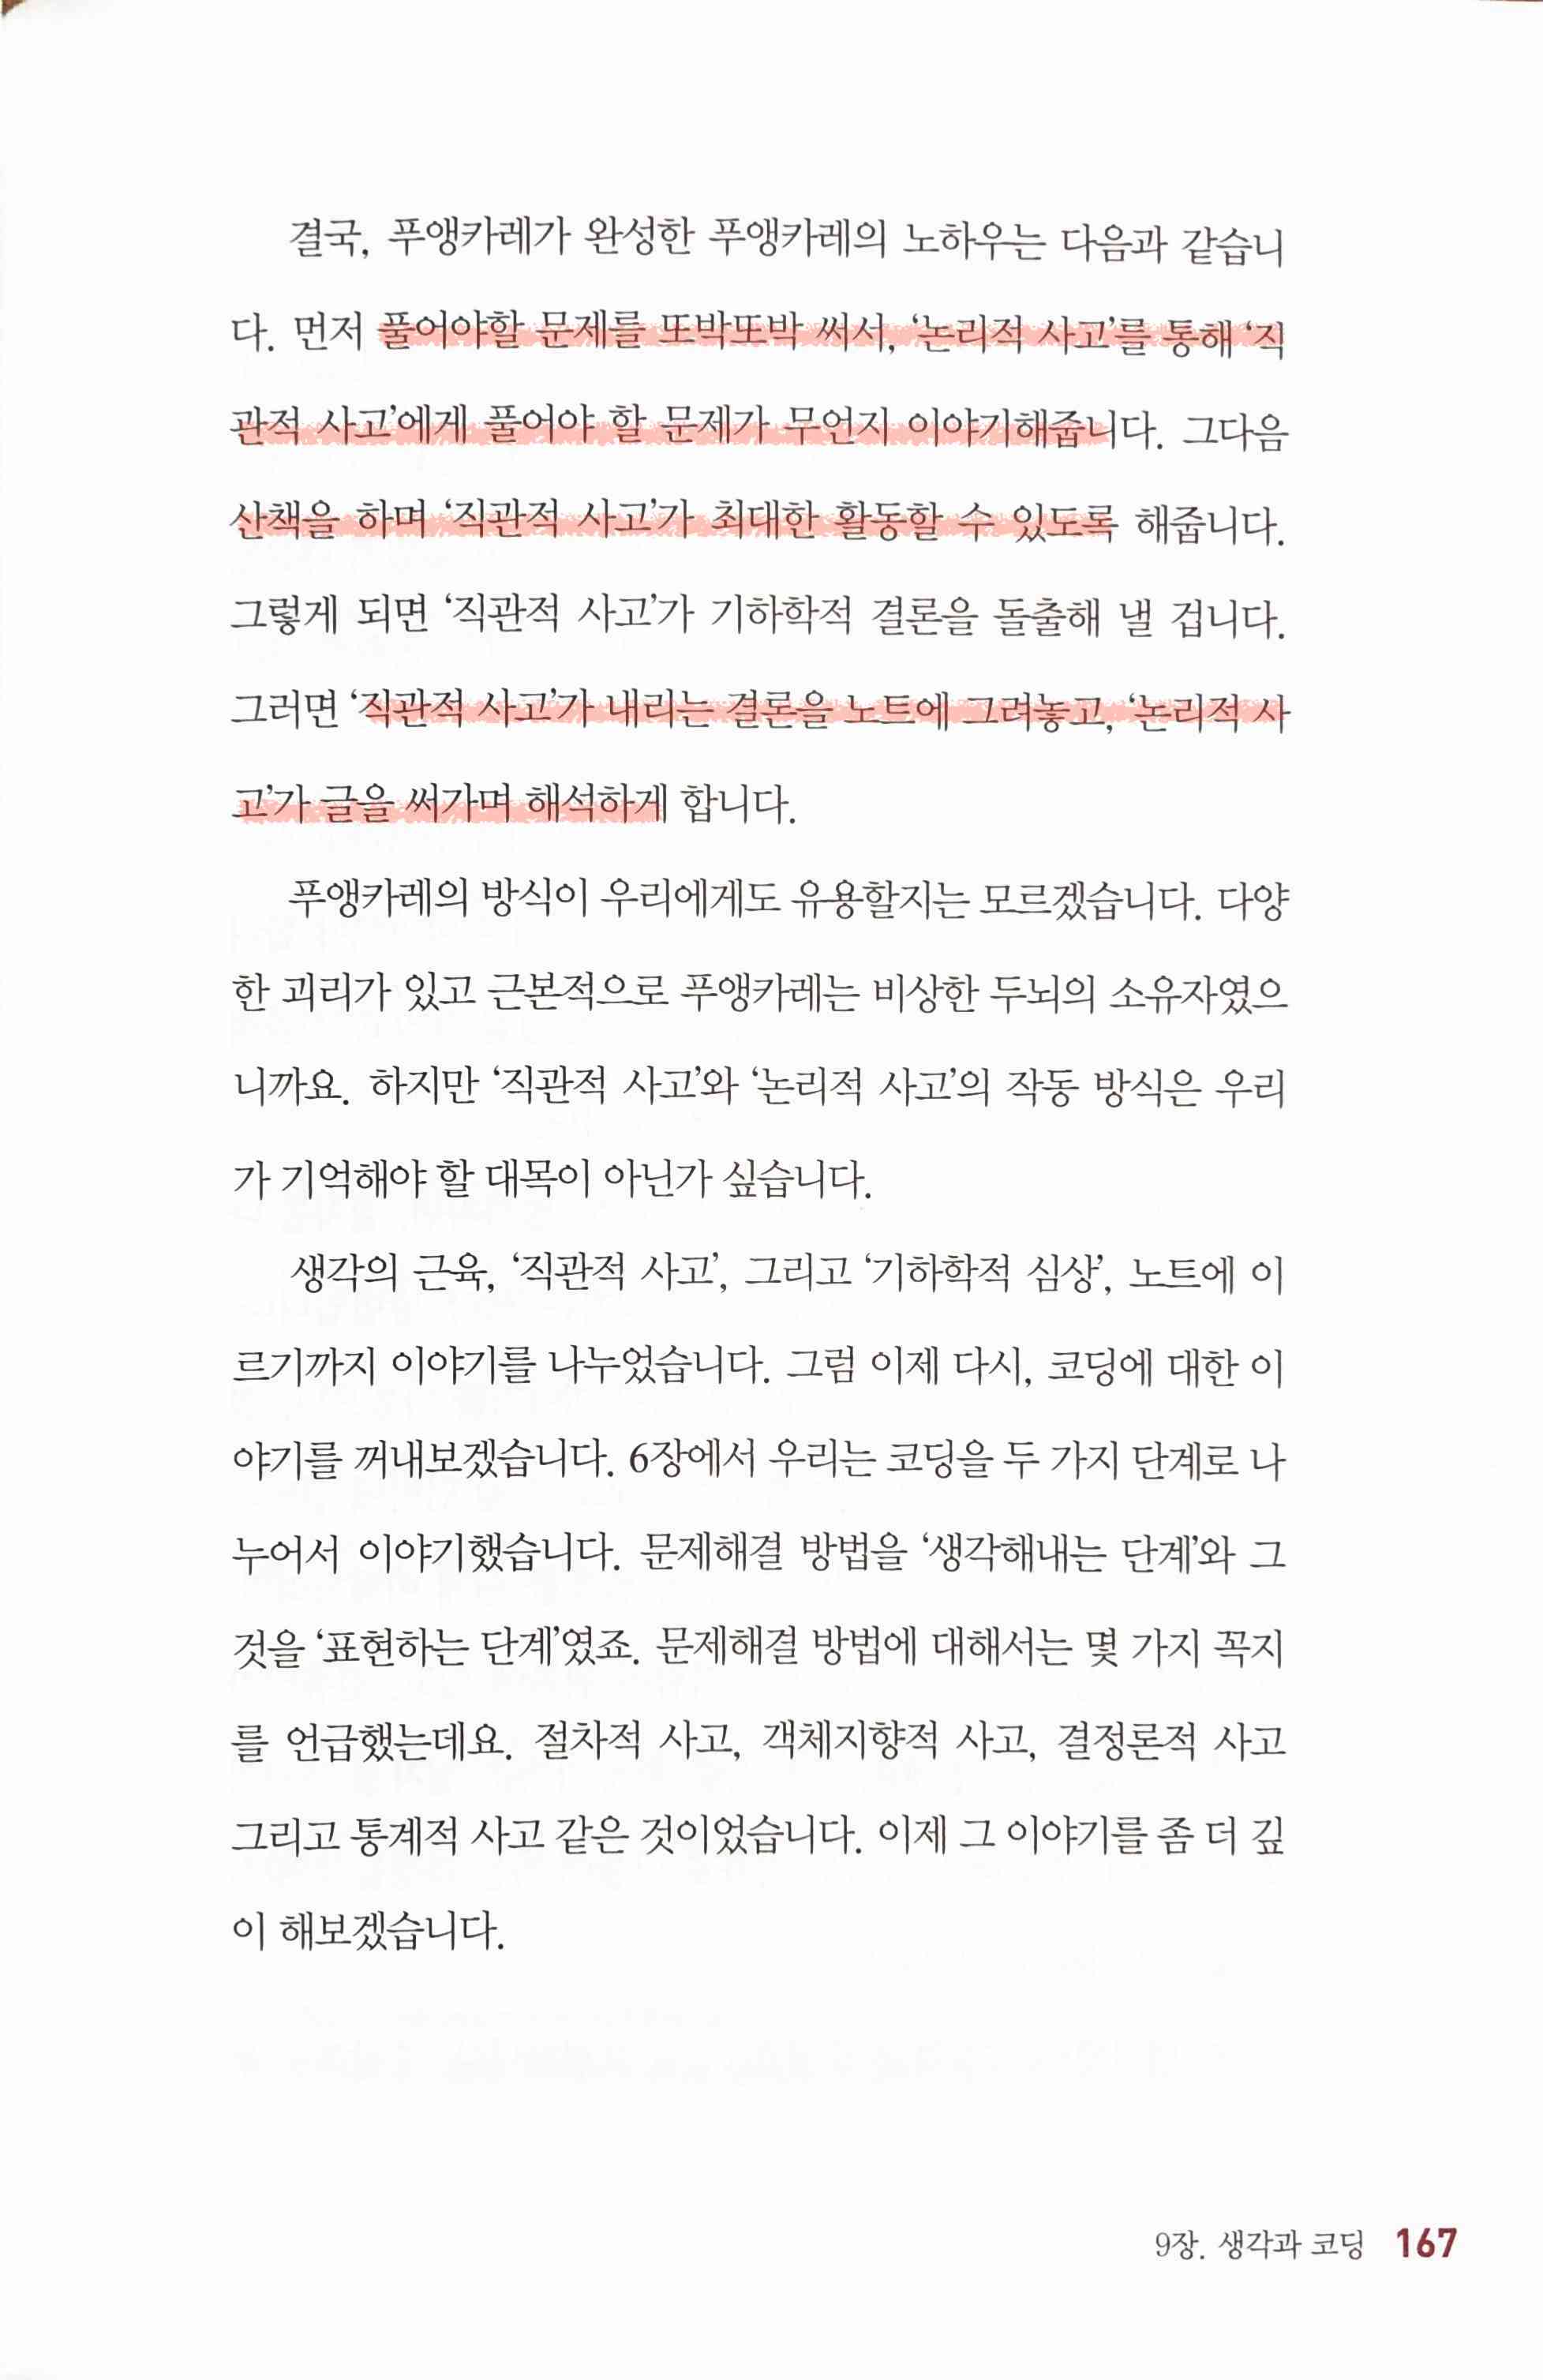 결국, 푸앵카레가 완성한 푸앵카레의 노하우는 다음과 같습니
다. 먼저 풀어야할 문제를 또박또박 써서, ‘논리적 사고’를 통해 ‘직
관적 사고’에게 풀어야 할 문제가 무언지 이야기해줍니다. 그다음
산책을 하며 ‘직관적 사고’가 최대한 활동할 수 있도록 해줍니다.
그렇게 되면 ‘직관적 사고’가 기하학적 결론을 돌출해 낼 겁니다.
그러면 ‘직관적 사고’가 내리는 결론을 노트에 그려놓고, ‘논리적 사
고’가 글을 써가며 해석하게 합니다.
푸앵카레의 방식이 우리에게도 유용할지는 모르겠습니다. 다양
한 괴리가 있고 근본적으로 푸앵카레는 비상한 두뇌의 소유자였으
니까요. 하지만 ‘직관적 사고’와 ‘논리적 사고’의 작동 방식은 우리
가 기억해야 할 대목이 아닌가 싶습니다.
생각의 근육, ‘직관적 사고’, 그리고 ‘기하학적 심상’, 노트에 이
르기까지 이야기를 나누었습니다. 그럼 이제 다시, 코딩에 대한 이
야기를 꺼내보겠습니다. 6장에서 우리는 코딩을 두 가지 단계로 나
누어서 이야기했습니다. 문제해결 방법을 ‘생각해내는 단계’와 그
것을 ‘표현하는 단계’였죠. 문제해결 방법에 대해서는 몇 가지 꼭지
를 언급했는데요. 절차적 사고, 객체지향적 사고, 결정론적 사고
그리고 통계적 사고 같은 것이었습니다. 이제 그 이야기를 좀 더 깊
이 해보겠습니다.
9장. 생각과 코딩 167